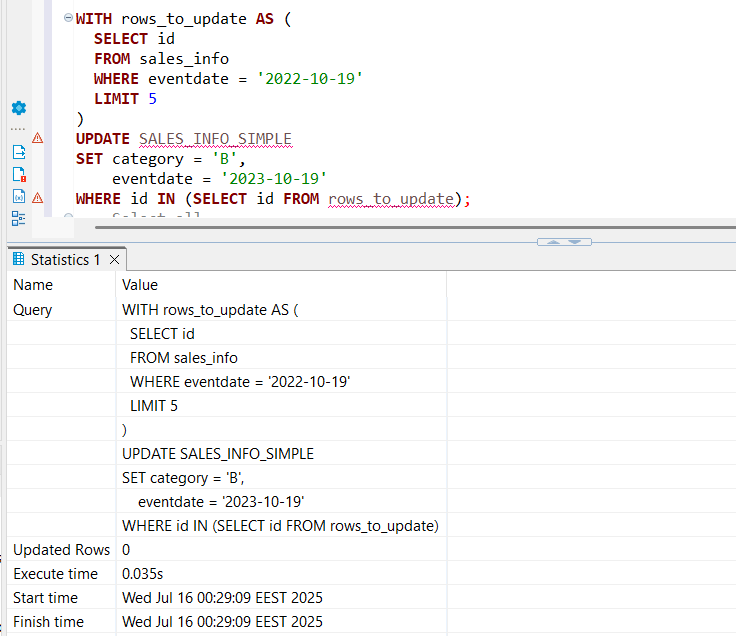 WITH rows_to_update AS (
SELECT id
FROM sales_info
WHERE eventdate = '2022-10-19'
LIMIT 5
)
UPDATE SALES_INFO_SIMPLE
SET category = 'B',
eventdate = '2023-10-19'
WHERE id IN (SELECT id FROM rows_to_update);
Statistics 1
Name Value
Query WITH rows_to_update AS (
SELECT id
FROM sales_info
WHERE eventdate = '2022-10-19'
LIMIT 5
)
UPDATE SALES_INFO_SIMPLE
SET category = 'B',
eventdate = '2023-10-19'
WHERE id IN (SELECT id FROM rows_to_update)
Updated Rows 0
Execute time 0.035s
Start time Wed Jul 16 00:29:09 EEST 2025
Finish time Wed Jul 16 00:29:09 EEST 2025